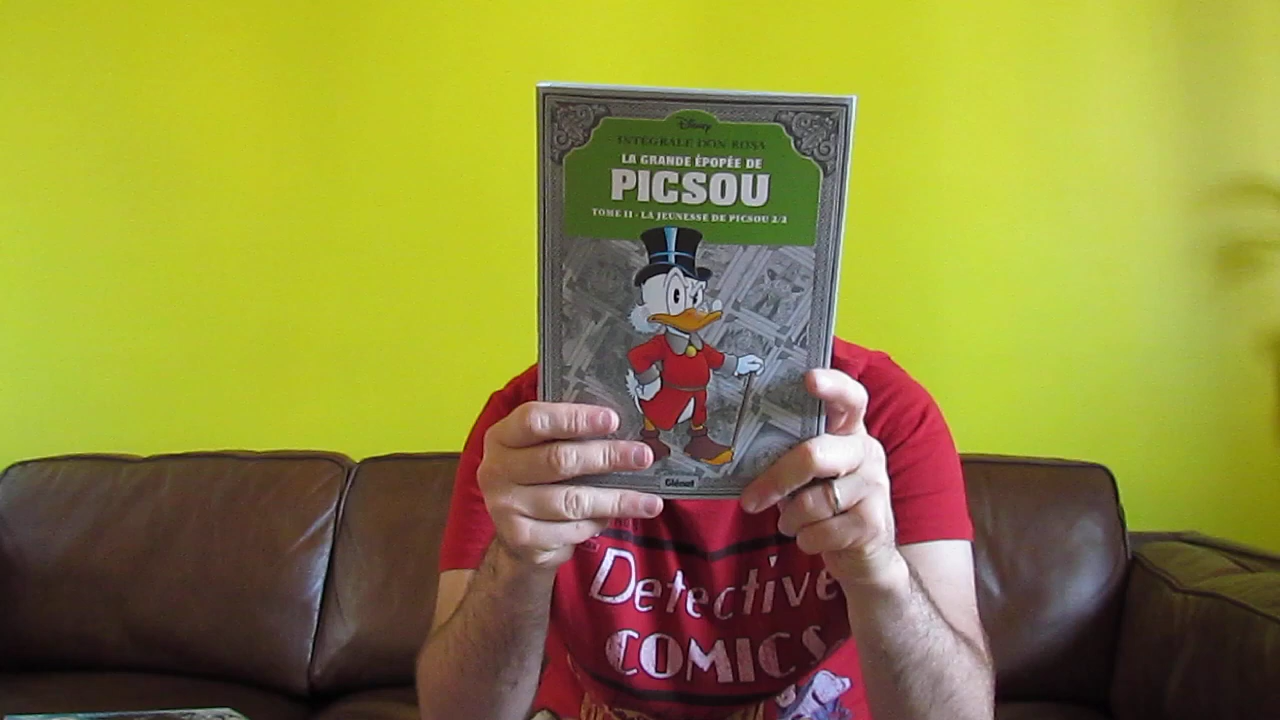 Disney
INTÉGRALE DON ROSA
LA GRANDE ÉPOPÉE DE
PICSOU
TOME II - LA JEUNESSE DE PICSOU 2/2
Glénat
Detective
COMICS